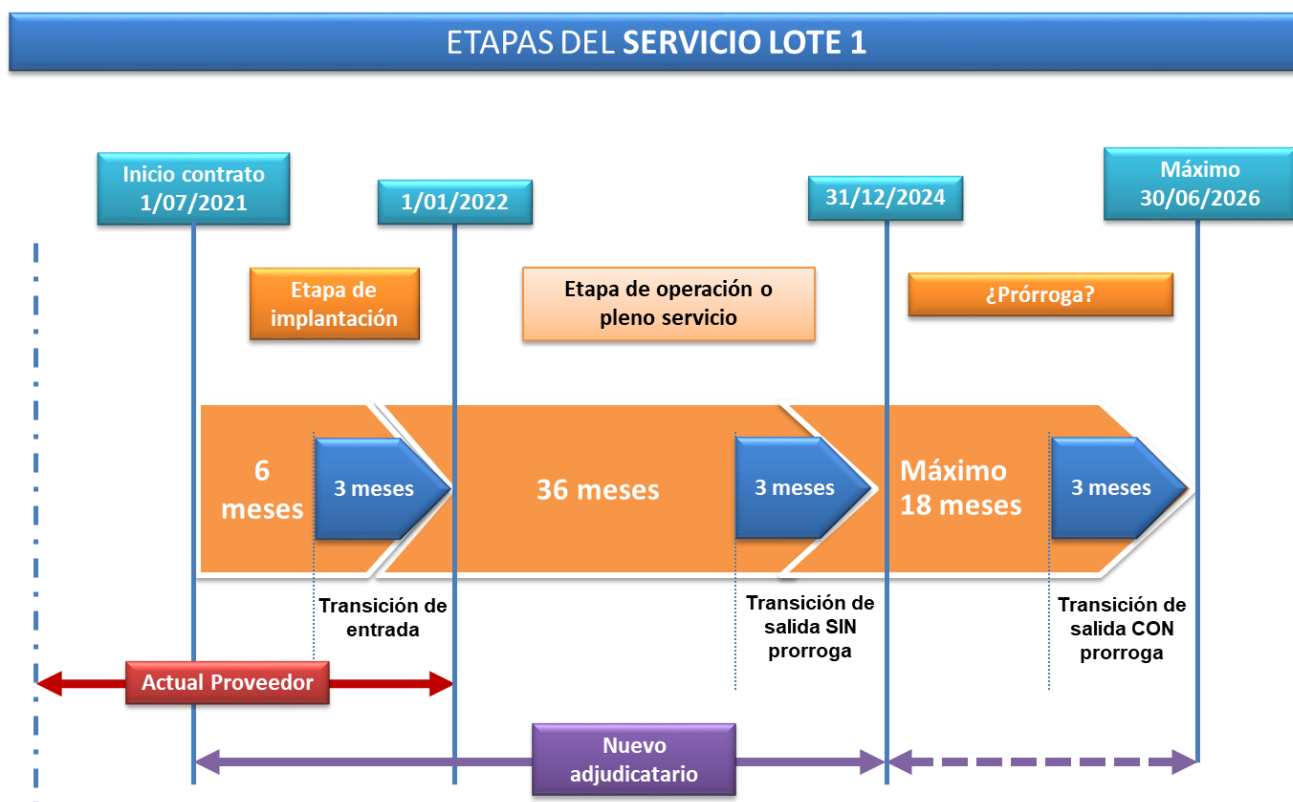 ETAPAS DEL SERVICIO LOTE 1
Inicio contrato
1/07/2021
1/01/2022
31/12/2024
Máximo
30/06/2026
Etapa de
implantación
Etapa de operación o
pleno servicio
¿Prórroga?
6
meses
3 meses
36 meses
3 meses
Máximo
18 meses
3 meses
Transición de
entrada
Transición de
salida SIN
prorroga
Transición de
salida CON
prorroga
Actual Proveedor
Nuevo
adjudicatario